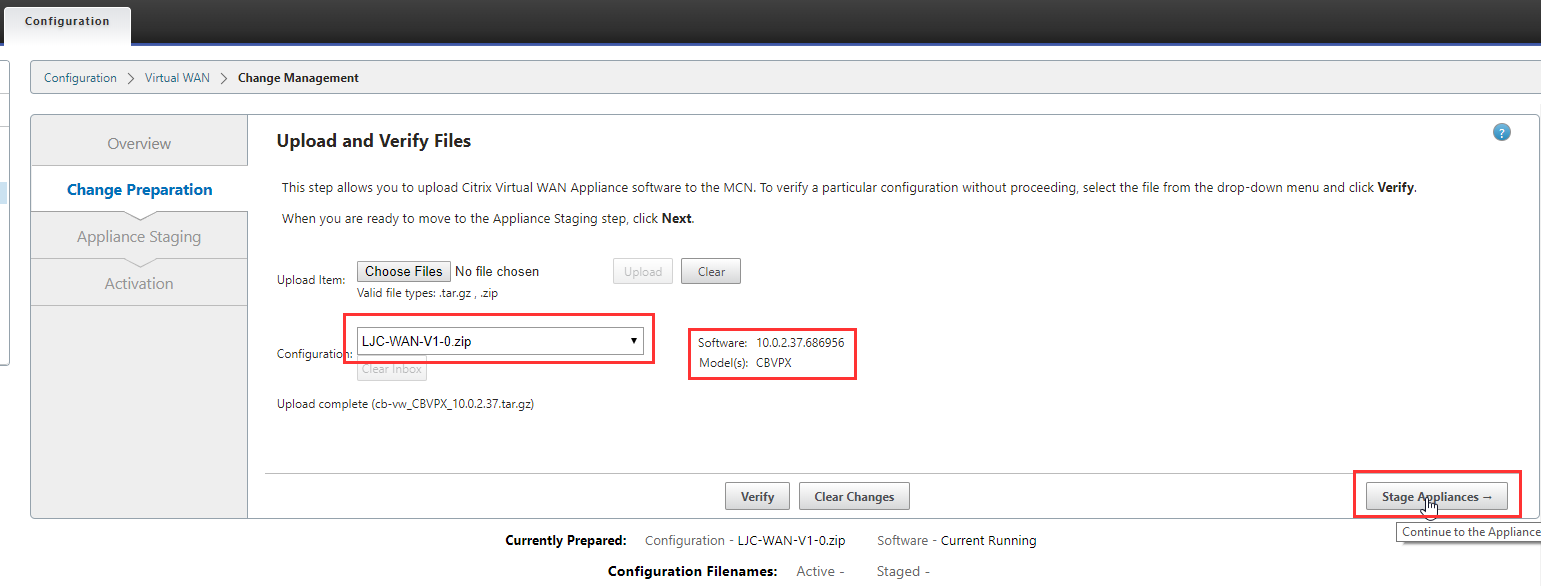 Configuration
Configuration > Virtual WAN > Change Management
Overview
Change Preparation
Appliance Staging
Activation
Upload and Verify Files
?
This step allows you to upload Citrix Virtual WAN Appliance software to the MCN. To verify a particular configuration without proceeding, select the file from the drop-down menu and click Verify.
When you are ready to move to the Appliance Staging step, click Next.
Upload Item: Choose Files No file chosen Upload Clear
Valid file types: .tar.gz , .zip
Configuration: LJC-WAN-V1-0.zip
Clear Inbox
Software: 10.0.2.37.686956
Model(s): CBVPX
Upload complete (cb-vw_CBVPX_10.0.2.37.tar.gz)
Verify Clear Changes Stage Appliances →
Continue to the Appliance
Currently Prepared: Configuration - LJC-WAN-V1-0.zip Software - Current Running
Configuration Filenames: Active - Staged -